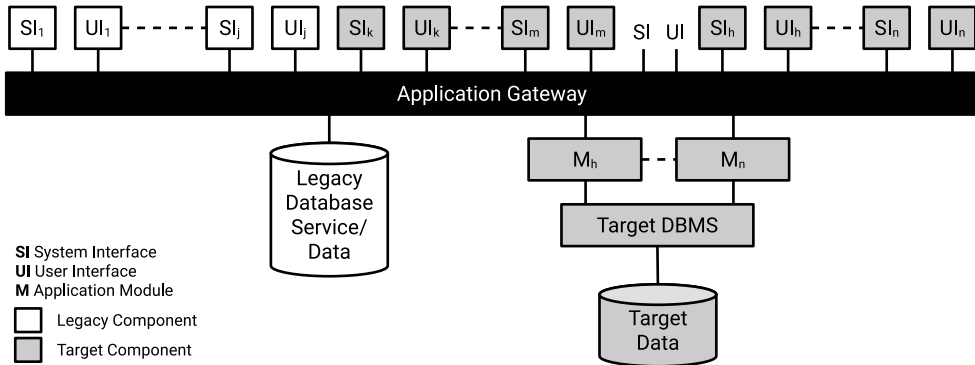 SI₁ UI₁ SIⱼ UIⱼ SIₖ UIₖ SIₘ UIₘ SI UI SIₕ UIₕ SIₙ UIₙ
Application Gateway
Mₕ Mₙ
Legacy
Database
Service/
Data
Target DBMS
Target
Data
SI System Interface
UI User Interface
M Application Module
Legacy Component
Target Component